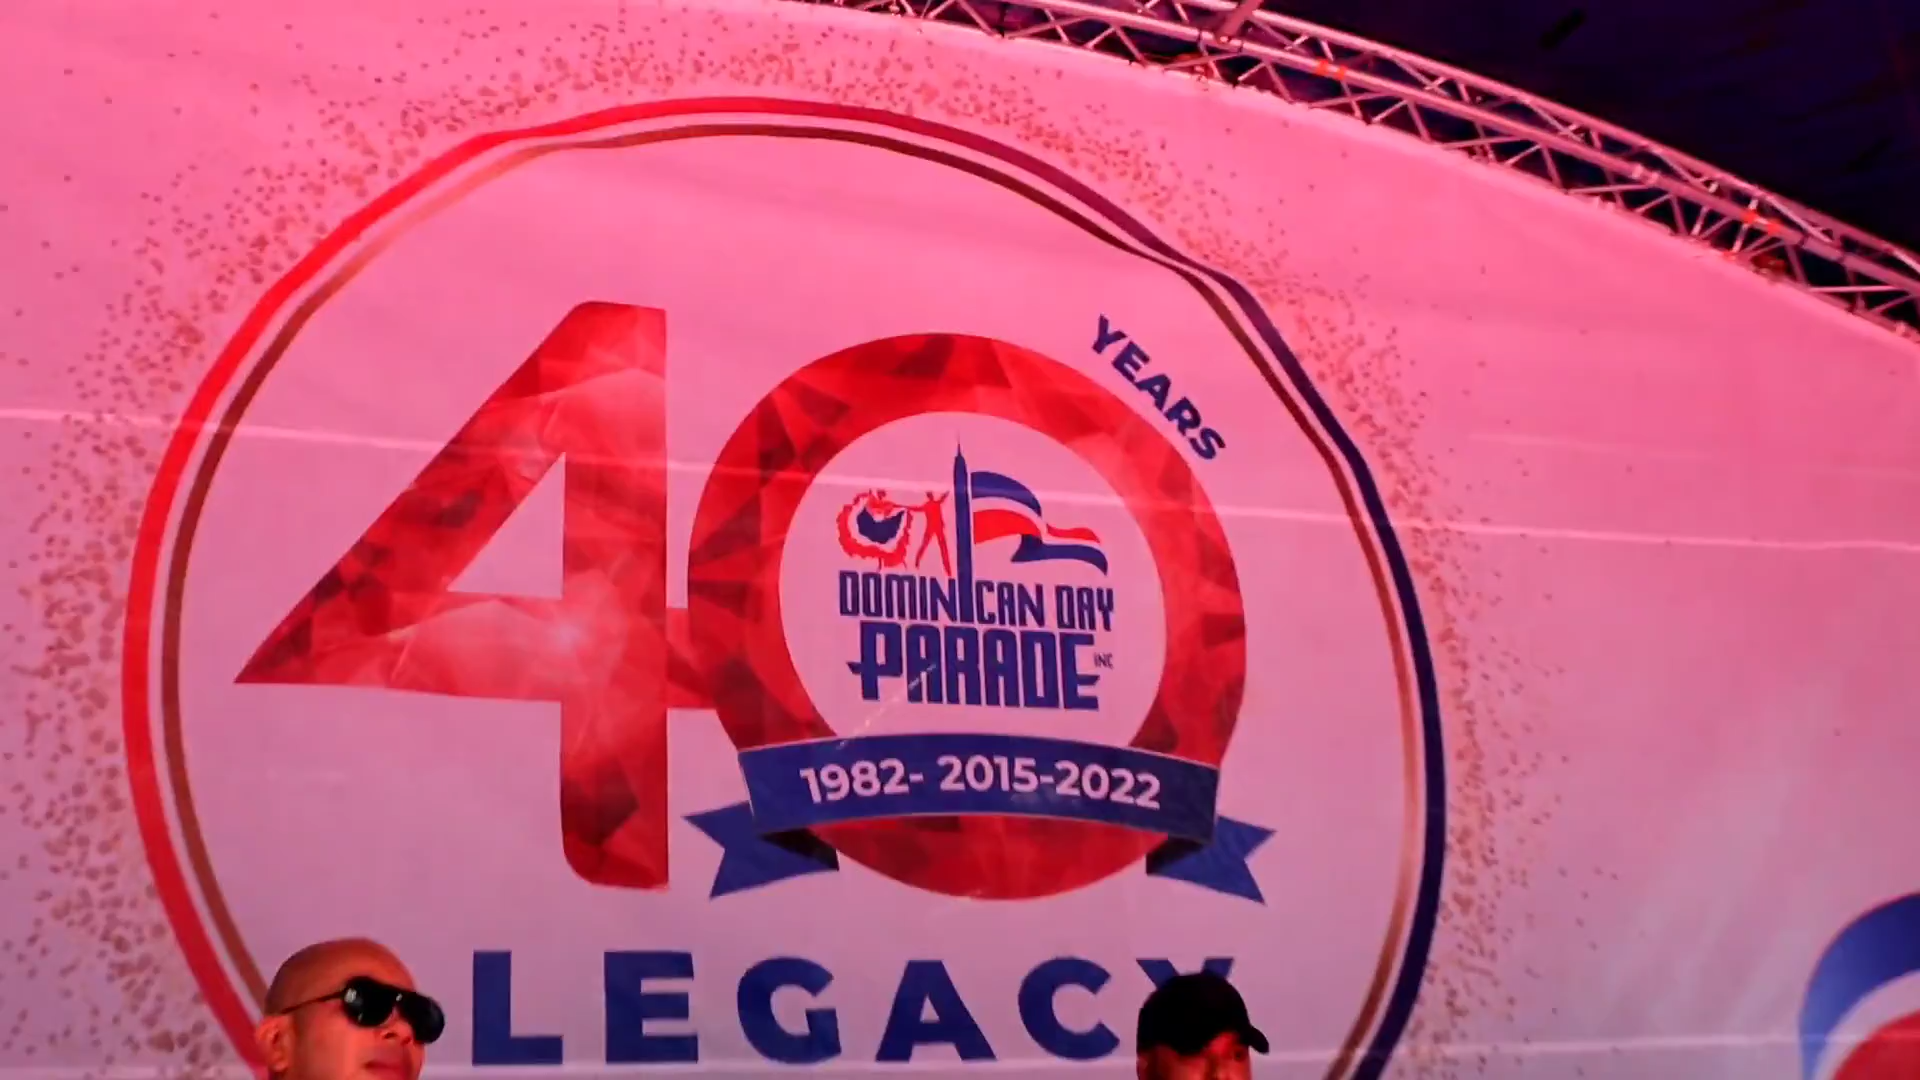 40
YEARS
DOMINICAN DAY
PARADE INC
1982- 2015-2022
LEGACY